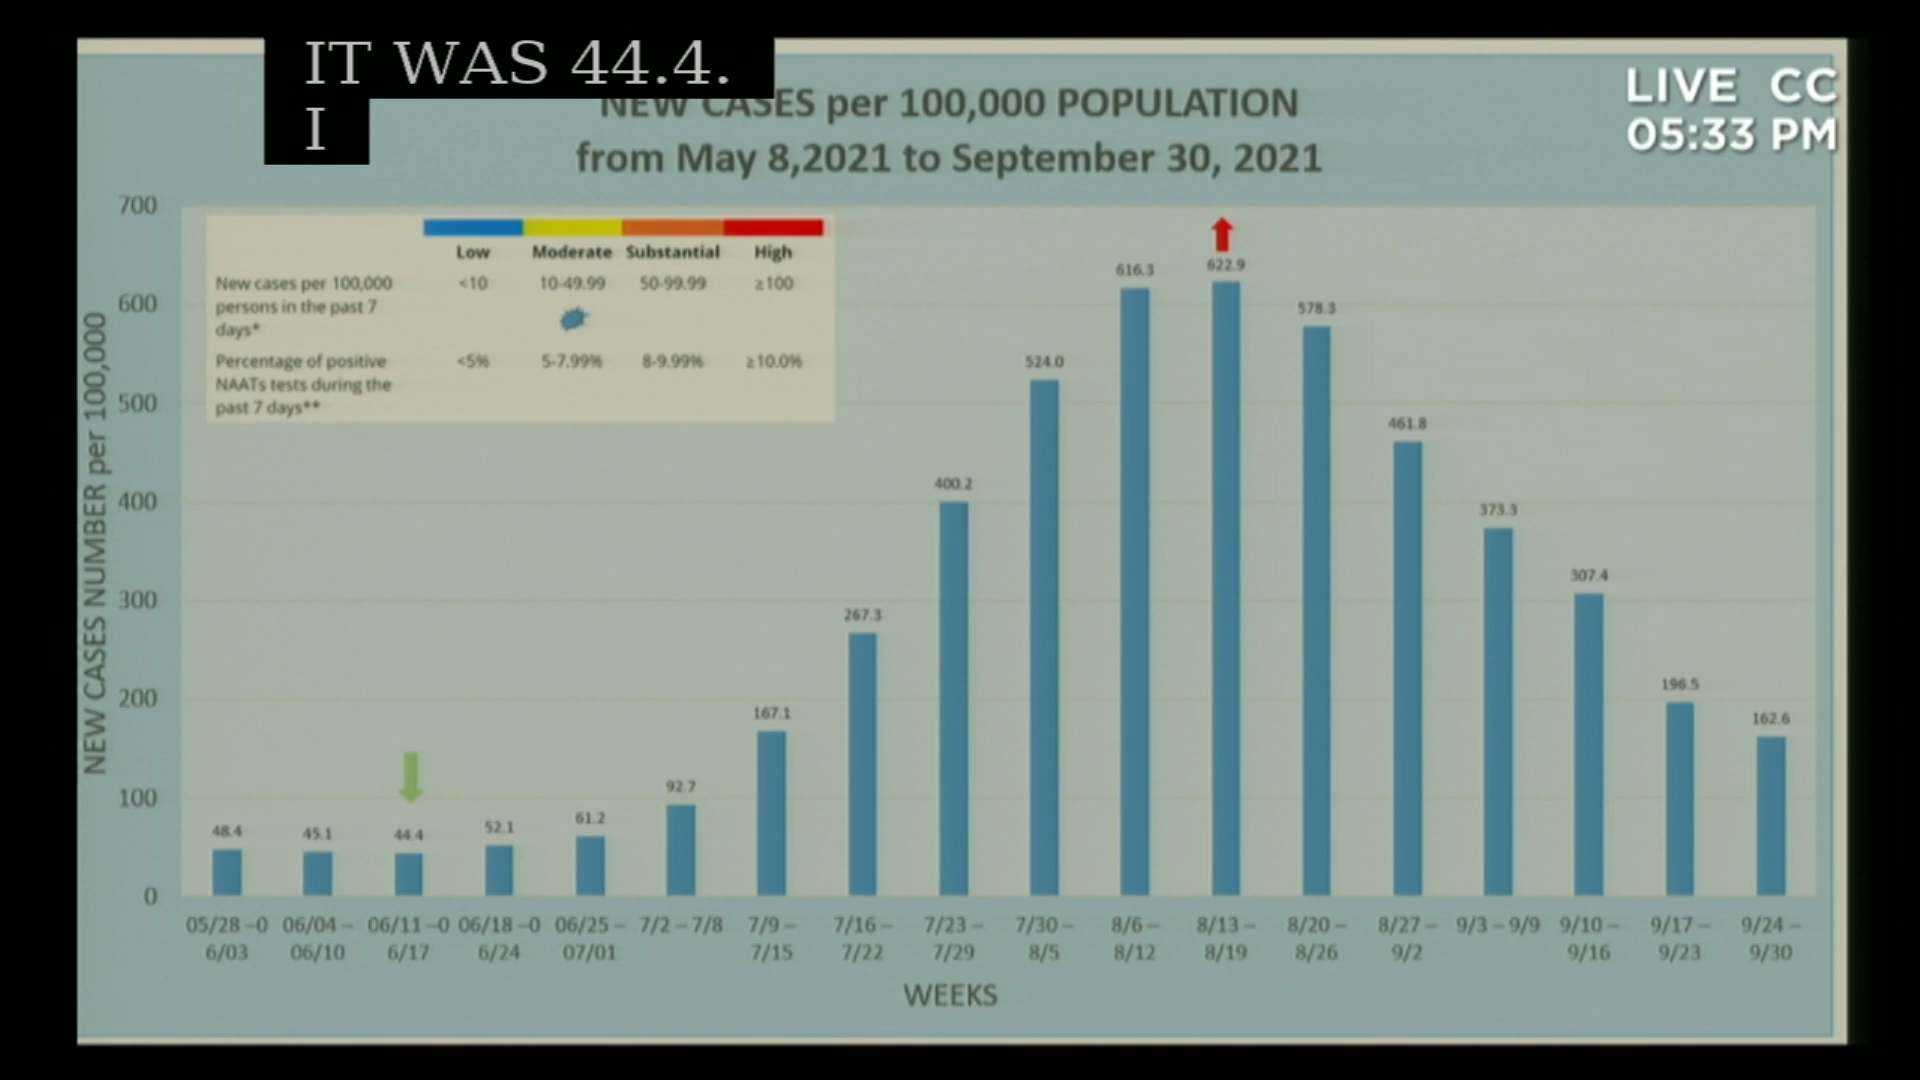 IT WAS 44.4.
I
LIVE CC
05:33 PM
NEW CASES per 100,000 POPULATION
from May 8,2021 to September 30, 2021
NEW CASES NUMBER per 100,000
700
600
500
400
300
200
100
0
Low Moderate Substantial High
New cases per 100,000 <10 10-49.99 50-99.99 ≥100
persons in the past 7
days*
Percentage of positive <5% 5-7.99% 8-9.99% ≥10.0%
NAATs tests during the
past 7 days**
48.4
45.1
44.4
52.1
61.2
92.7
167.1
267.3
400.2
524.0
616.3
622.9
578.3
461.8
373.3
307.4
196.5
162.6
05/28 –0 06/04 – 06/11 –0 06/18 –0 06/25 – 7/2 – 7/8 7/9 – 7/16 – 7/23 – 7/30 – 8/6 – 8/13 – 8/20 – 8/27 – 9/3 – 9/9 9/10 – 9/17 – 9/24 –
6/03 06/10 6/17 6/24 07/01 7/15 7/22 7/29 8/5 8/12 8/19 8/26 9/2 9/16 9/23 9/30
WEEKS